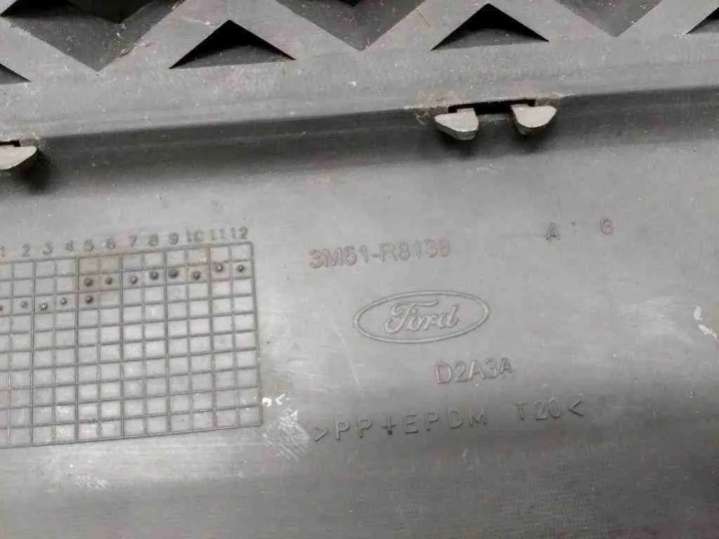 1 2 3 4 5 6 7 8 9 10 11 12
3M51-R8138 A G
Ford
D2A3A
>PP+EPDM T20<